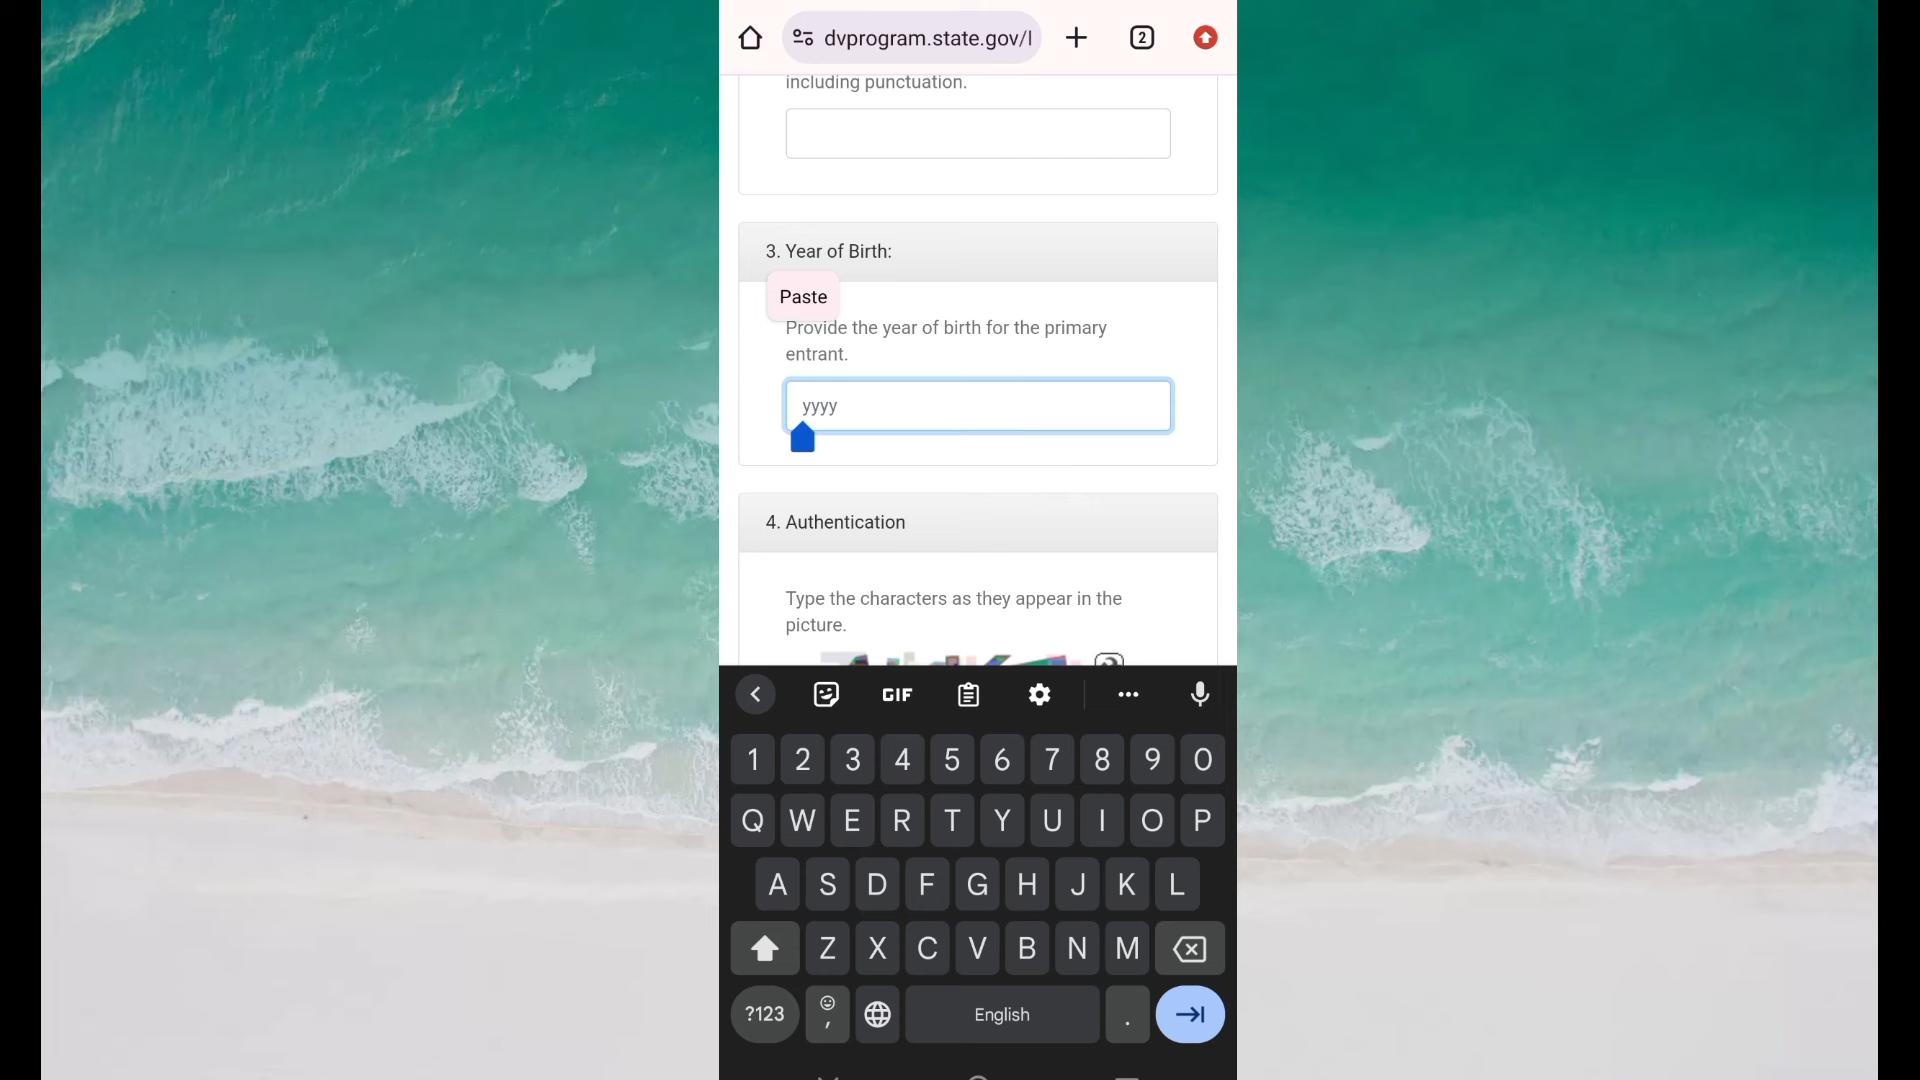 dvprogram.state.gov/l
2
including punctuation.
3. Year of Birth:
Paste
Provide the year of birth for the primary
entrant.
yyyy
4. Authentication
Type the characters as they appear in the
picture.
GIF
1 2 3 4 5 6 7 8 9 0
Q W E R T Y U I O P
A S D F G H J K L
Z X C V B N M
?123 , English .